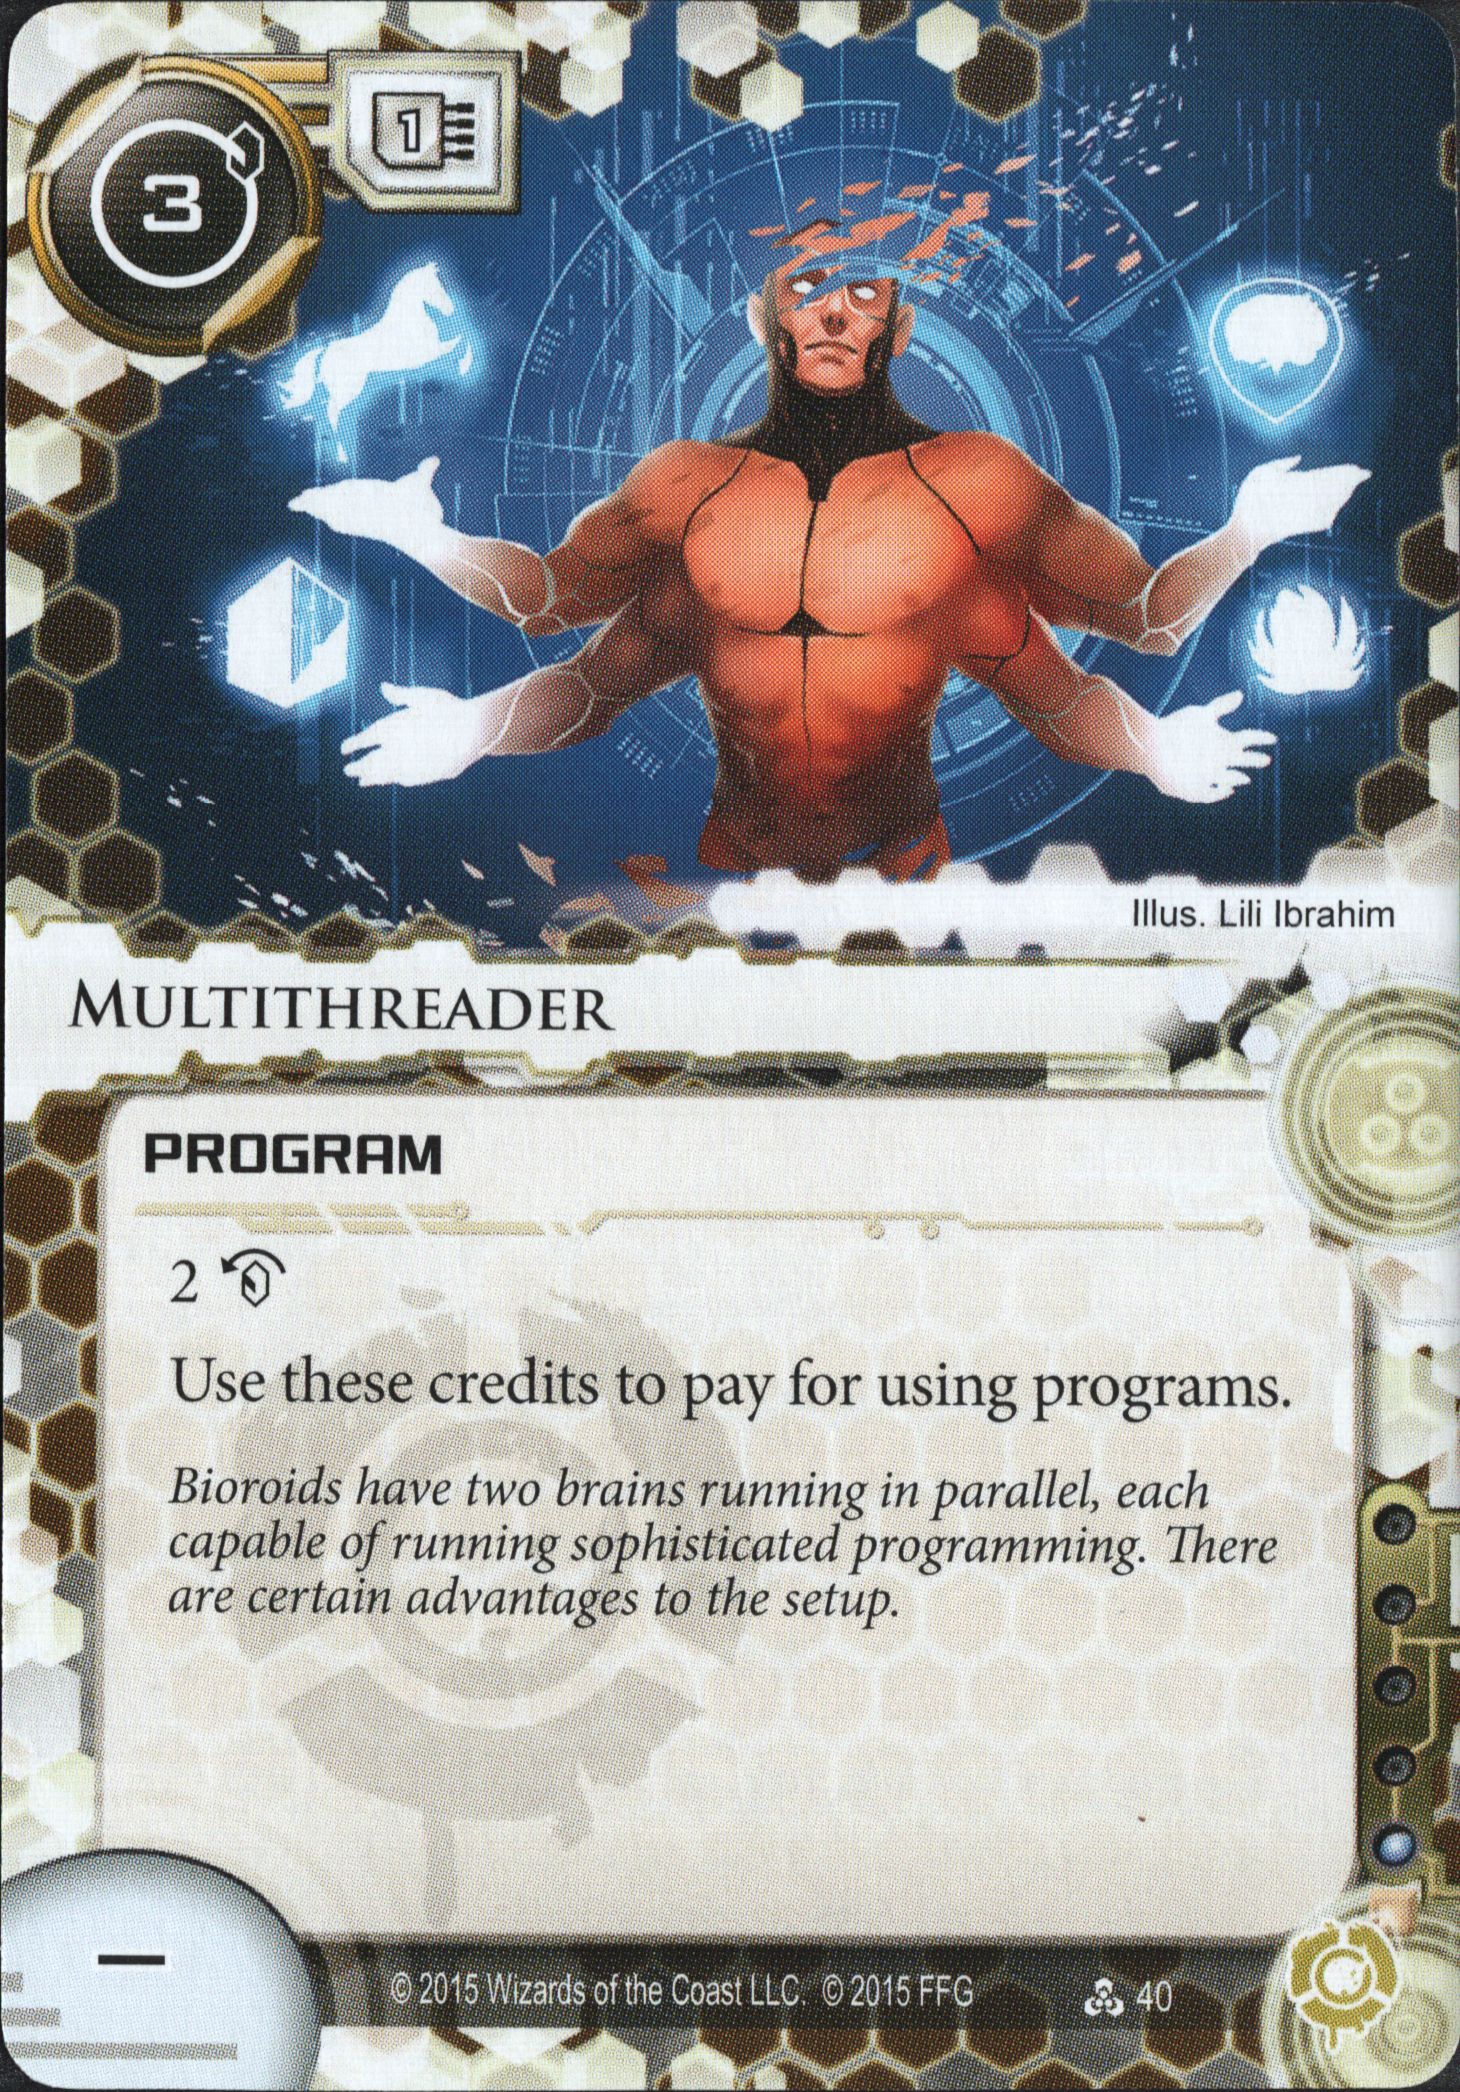 3
1
Illus. Lili Ibrahim
MULTITHREADER
PROGRAM
2
Use these credits to pay for using programs.
Bioroids have two brains running in parallel, each
capable of running sophisticated programming. There
are certain advantages to the setup.
–
© 2015 Wizards of the Coast LLC. © 2015 FFG
40